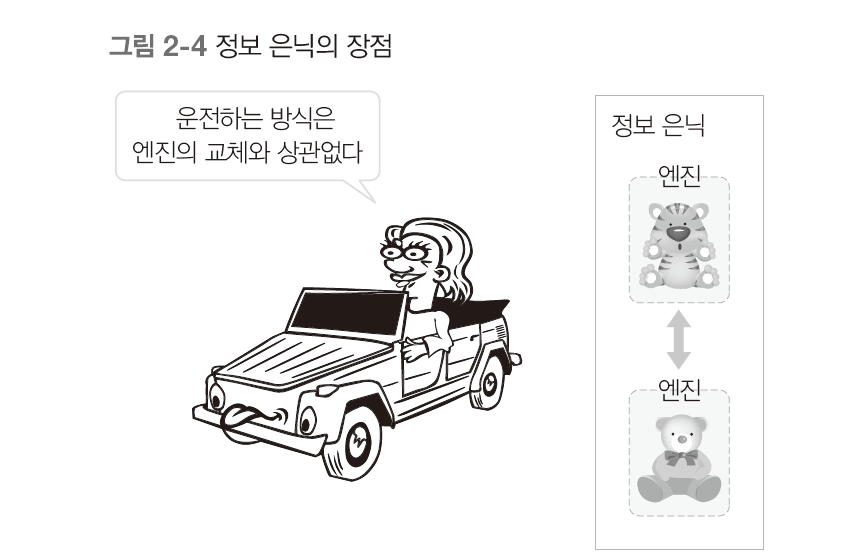 그림 2-4 정보 은닉의 장점
운전하는 방식은
엔진의 교체와 상관없다
정보 은닉
엔진
엔진